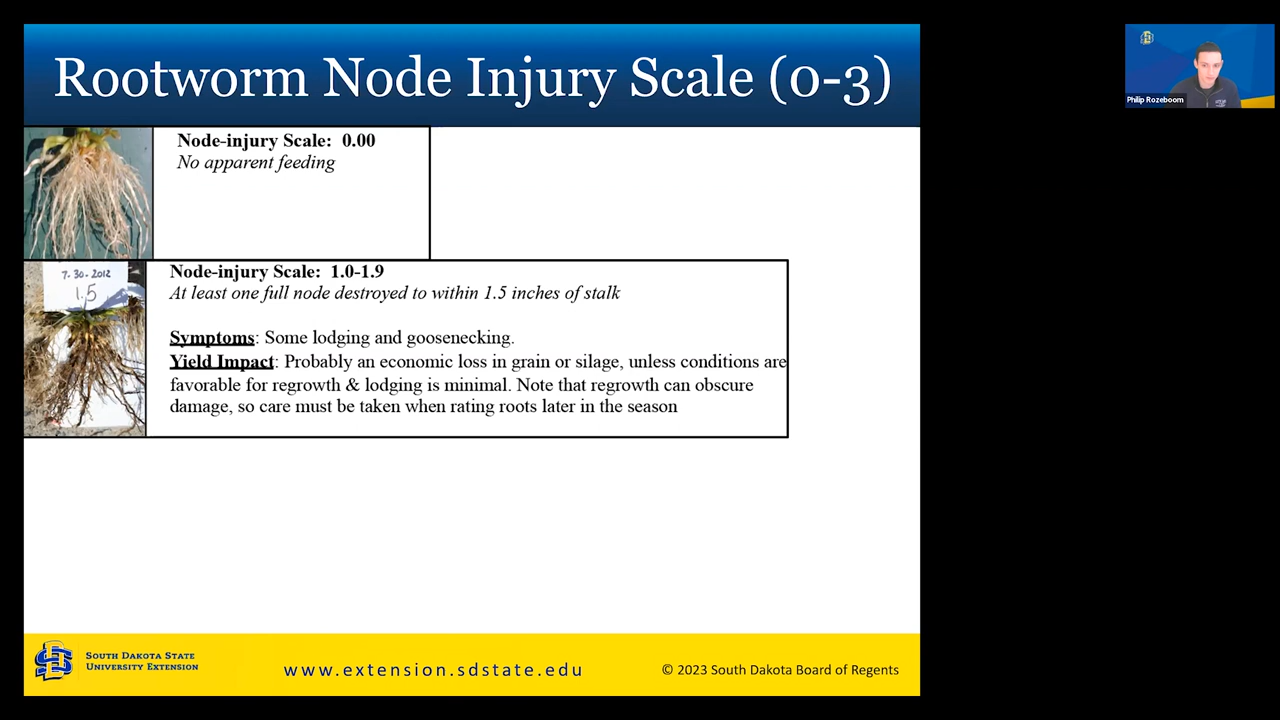 Rootworm Node Injury Scale (0-3)
Philip Rozeboom
Node-injury Scale: 0.00
No apparent feeding
7.30.2012
1.5
Node-injury Scale: 1.0-1.9
At least one full node destroyed to within 1.5 inches of stalk
Symptoms: Some lodging and goosenecking.
Yield Impact: Probably an economic loss in grain or silage, unless conditions are
favorable for regrowth & lodging is minimal. Note that regrowth can obscure
damage, so care must be taken when rating roots later in the season
SOUTH DAKOTA STATE
UNIVERSITY EXTENSION
www.extension.sdstate.edu
© 2023 South Dakota Board of Regents